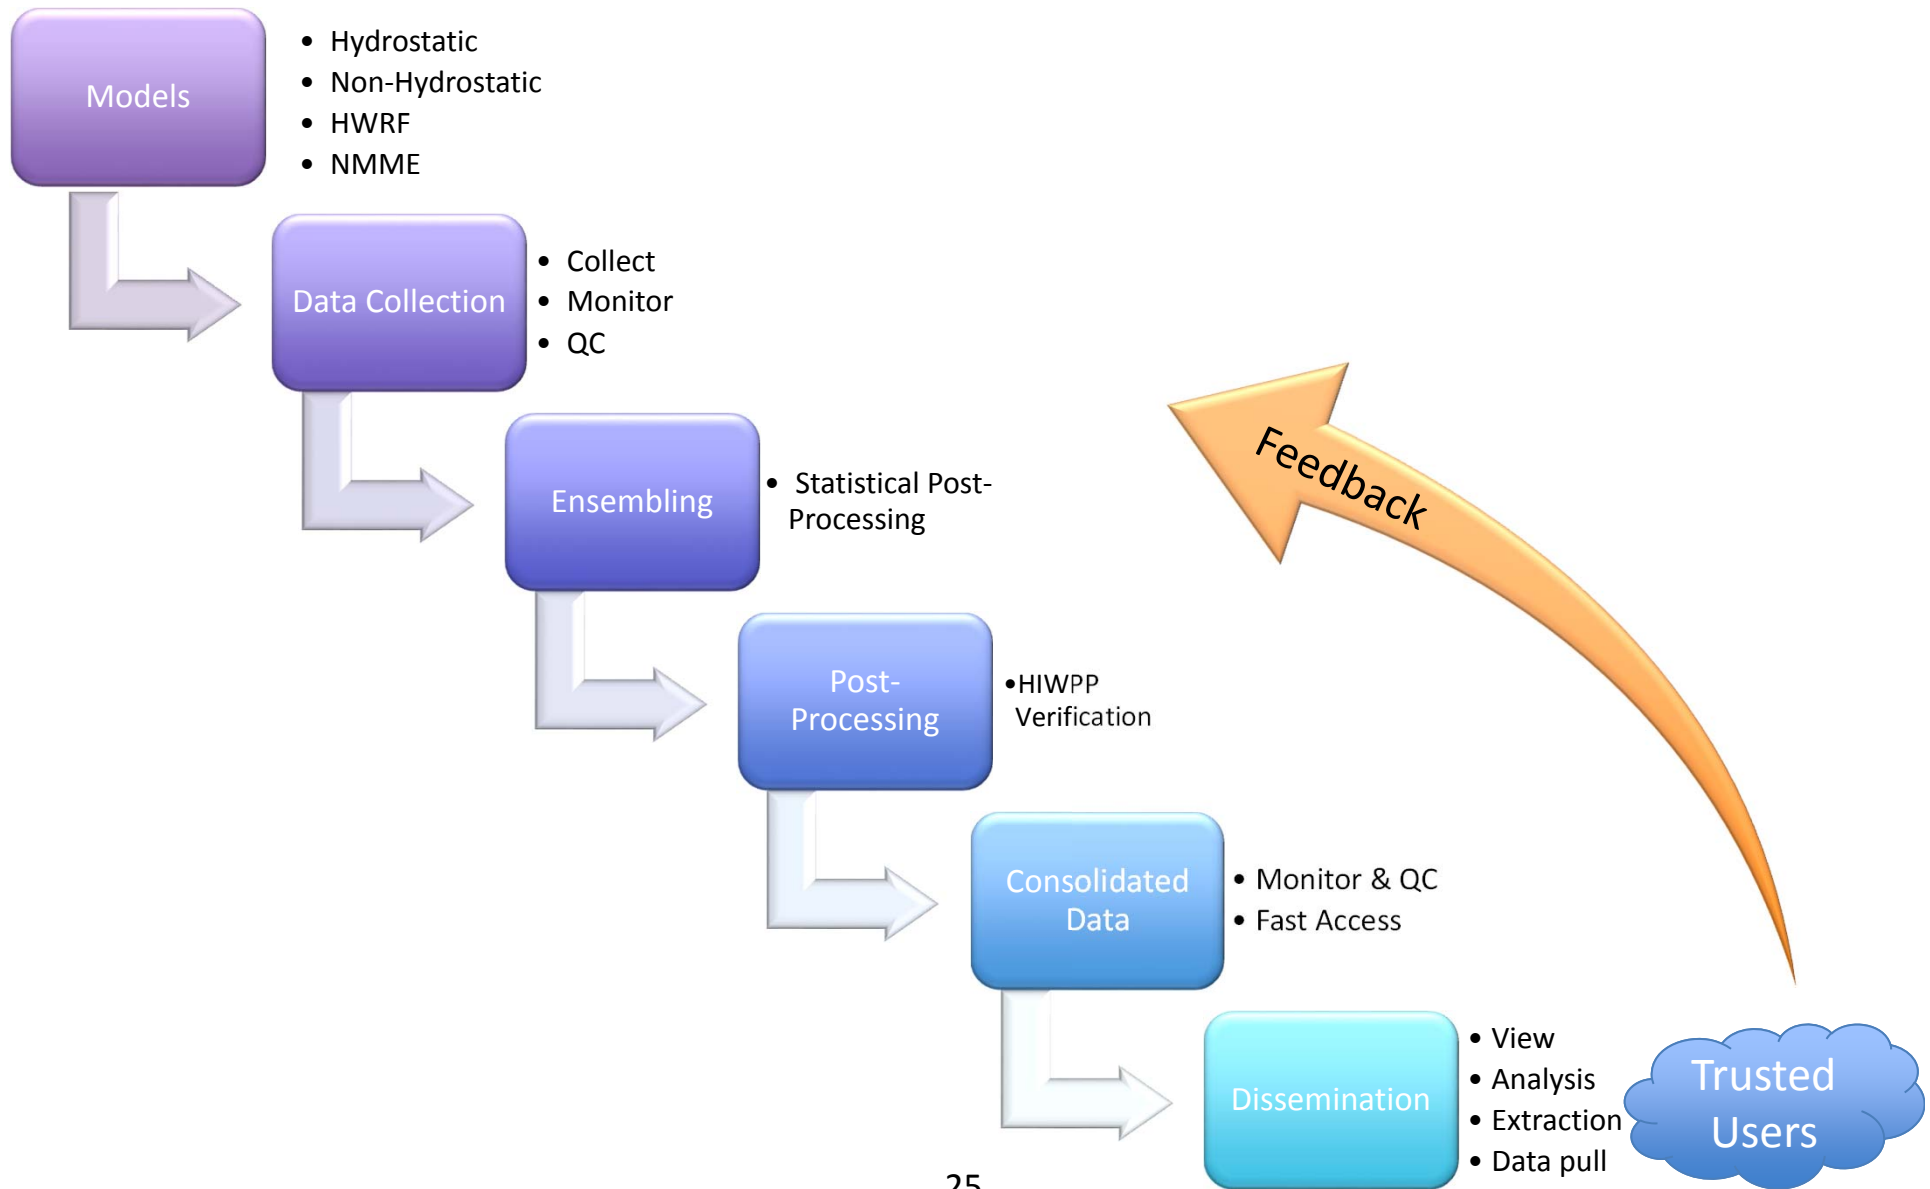 Models
• Hydrostatic
• Non-Hydrostatic
• HWRF
• NMME
Data Collection
• Collect
• Monitor
• QC
Ensembling
• Statistical Post-
Processing
Feedback
Post-
Processing
•HIWPP
Verification
Consolidated
Data
• Monitor & QC
• Fast Access
Dissemination
• View
• Analysis
• Extraction
• Data pull
Trusted
Users
25